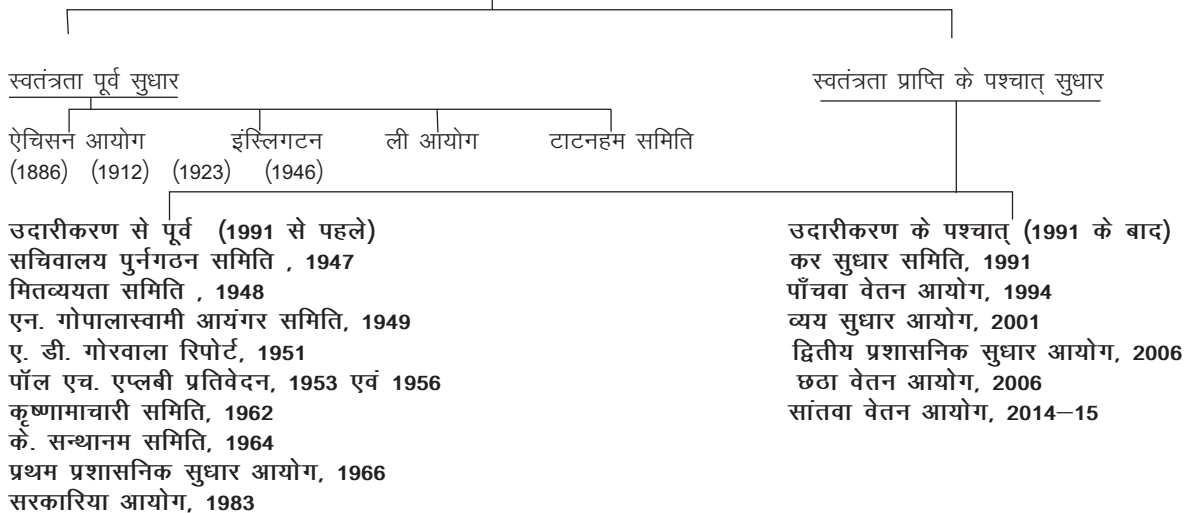 स्वतंत्रता पूर्व सुधार
स्वतंत्रता प्राप्ति के पश्चात् सुधार
ऐचिसन आयोग इंस्लिगटन ली आयोग टाटनहम समिति
(1886) (1912) (1923) (1946)
उदारीकरण से पूर्व (1991 से पहले)
सचिवालय पुर्नगठन समिति , 1947
मितव्ययता समिति , 1948
एन. गोपालास्वामी आयंगर समिति, 1949
ए. डी. गोरवाला रिपोर्ट, 1951
पॉल एच. एप्लबी प्रतिवेदन, 1953 एवं 1956
कृष्णामाचारी समिति, 1962
के. सन्थानम समिति, 1964
प्रथम प्रशासनिक सुधार आयोग, 1966
सरकारिया आयोग, 1983
उदारीकरण के पश्चात् (1991 के बाद)
कर सुधार समिति, 1991
पाँचवा वेतन आयोग, 1994
व्यय सुधार आयोग, 2001
द्वितीय प्रशासनिक सुधार आयोग, 2006
छठा वेतन आयोग, 2006
सांतवा वेतन आयोग, 2014–15